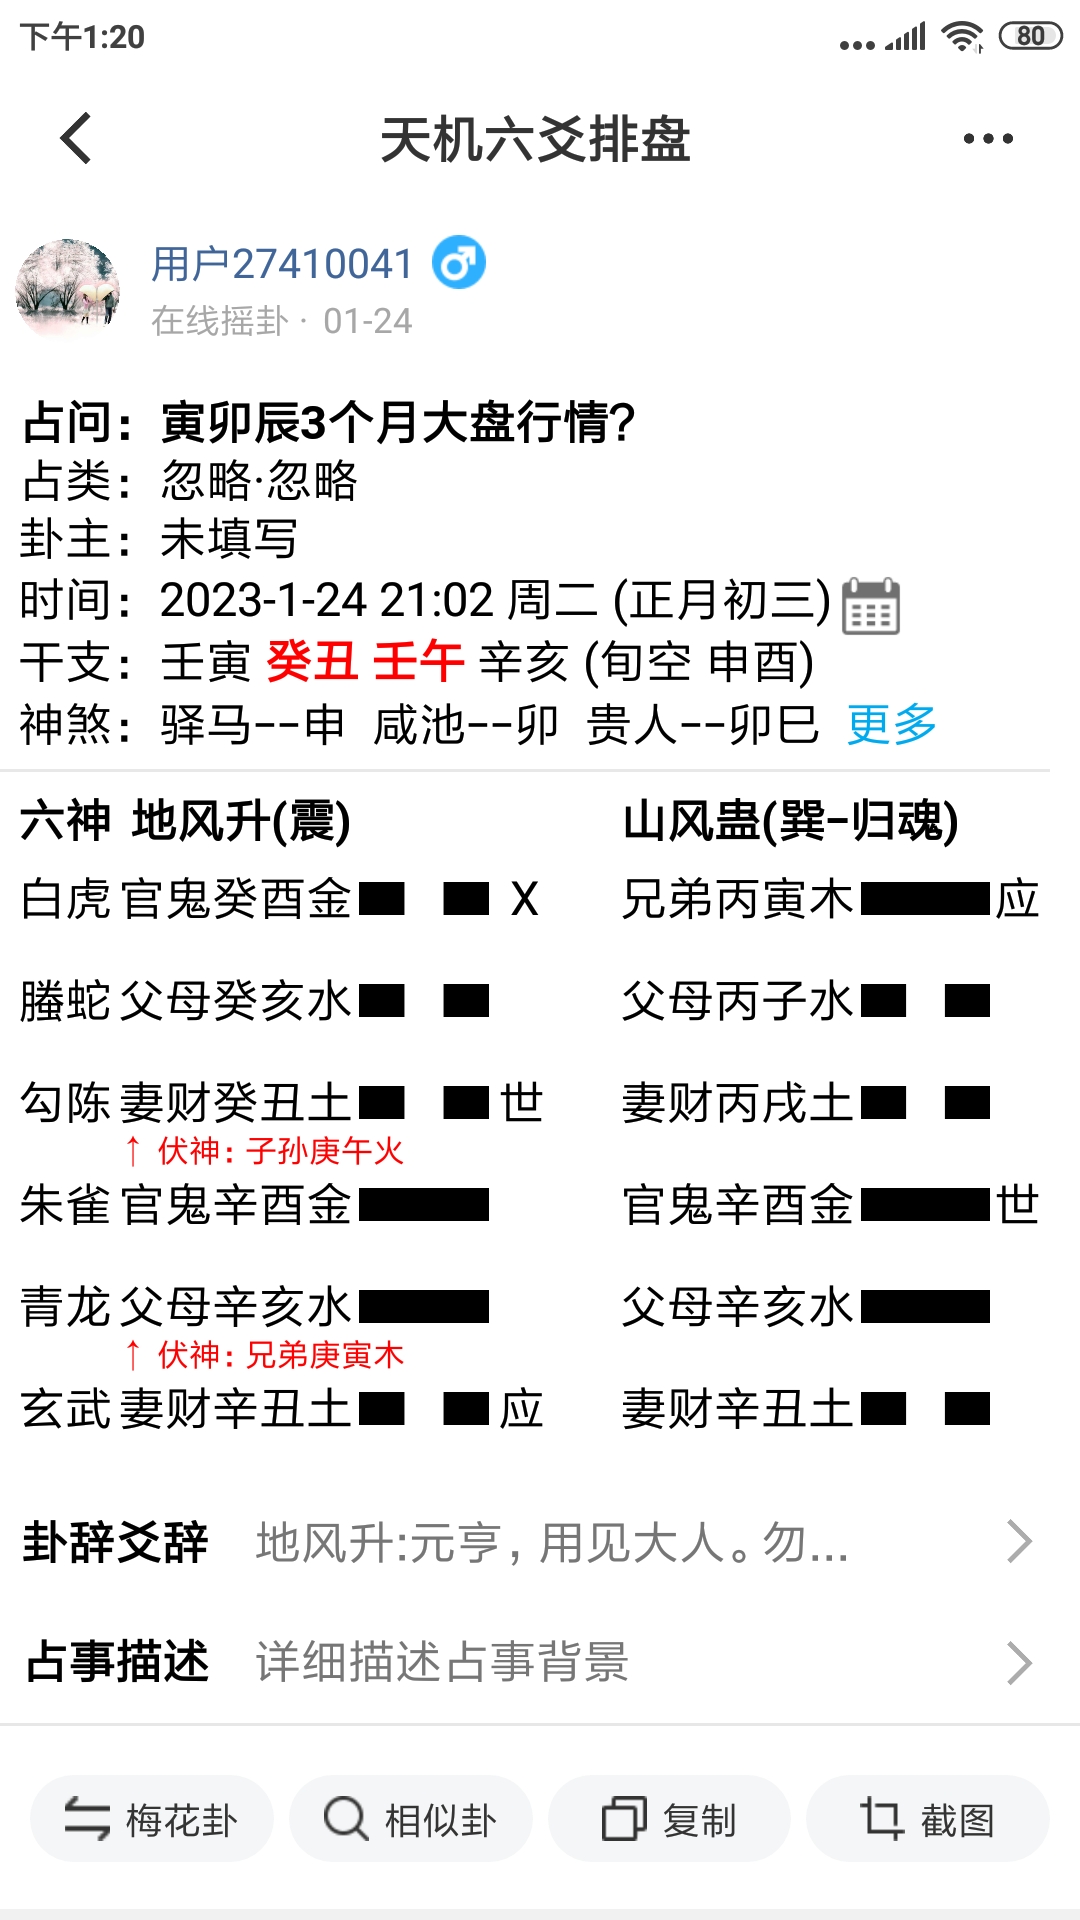 下午1:20
80
天机六爻排盘
用户27410041
在线摇卦 · 01-24
占问：寅卯辰3个月大盘行情？
占类：忽略·忽略
卦主：未填写
时间：2023-1-24 21:02 周二 (正月初三)
干支：壬寅 癸丑 壬午 辛亥 (旬空 申酉)
神煞：驿马--申 咸池--卯 贵人--卯巳 更多
六神 地风升(震) 山风蛊(巽-归魂)
白虎 官鬼癸酉金 X 兄弟丙寅木 应
螣蛇 父母癸亥水 父母丙子水
勾陈 妻财癸丑土 世 妻财丙戌土
↑ 伏神：子孙庚午火
朱雀 官鬼辛酉金 官鬼辛酉金 世
青龙 父母辛亥水 父母辛亥水
↑ 伏神：兄弟庚寅木
玄武 妻财辛丑土 应 妻财辛丑土
卦辞爻辞 地风升:元亨，用见大人。勿...
占事描述 详细描述占事背景
梅花卦 相似卦 复制 截图